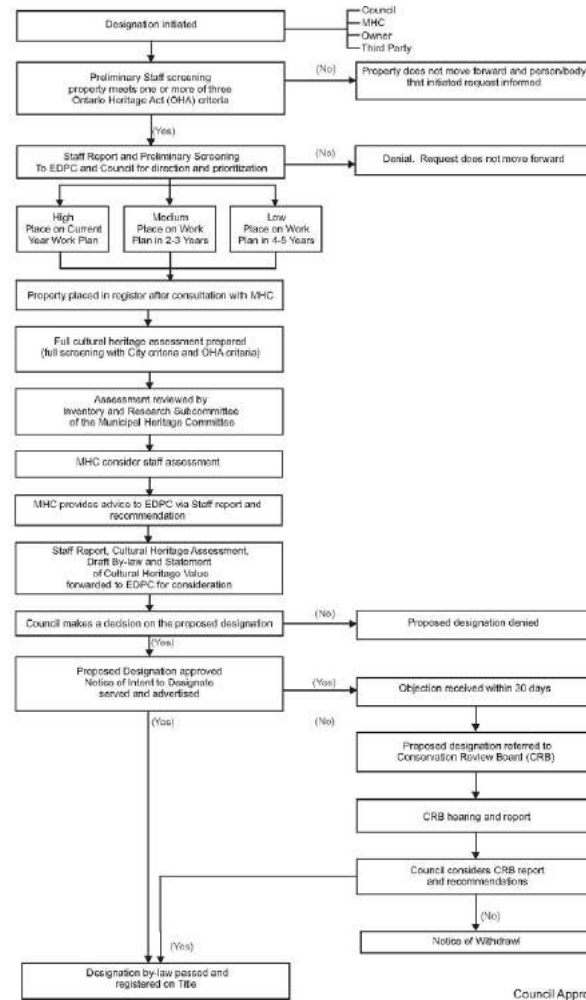 Designation initiated
Council
MHC
Owner
Third Party
Preliminary Staff screening
property meets one or more of three
Ontario Heritage Act (OHA) criteria
(No)
Property does not move forward and person/body
that initiated request informed
(Yes)
Staff Report and Preliminary Screening
To EDPC and Council for direction and prioritization
(No)
Denial. Request does not move forward
High
Place on Current
Year Work Plan
Medium
Place on Work
Plan in 2-3 Years
Low
Place on Work
Plan in 4-5 Years
Property placed in register after consultation with MHC
Full cultural heritage assessment prepared
(full screening with City criteria and OHA criteria)
Assessment reviewed by
Inventory and Research Subcommittee
of the Municipal Heritage Committee
MHC consider staff assessment
MHC provides advice to EDPC via Staff report and
recommendation
Staff Report, Cultural Heritage Assessment,
Draft By-law and Statement
of Cultural Heritage Value
forwarded to EDPC for consideration
Council makes a decision on the proposed designation
(No)
Proposed designation denied
(Yes)
Proposed Designation approved
Notice of Intent to Designate
served and advertised
(Yes)
Objection received within 30 days
(Yes)
(No)
Proposed designation referred to
Conservation Review Board (CRB)
CRB hearing and report
Council considers CRB report
and recommendations
(No)
Notice of Withdrawl
(Yes)
Designation by-law passed and
registered on Title
Council Appro